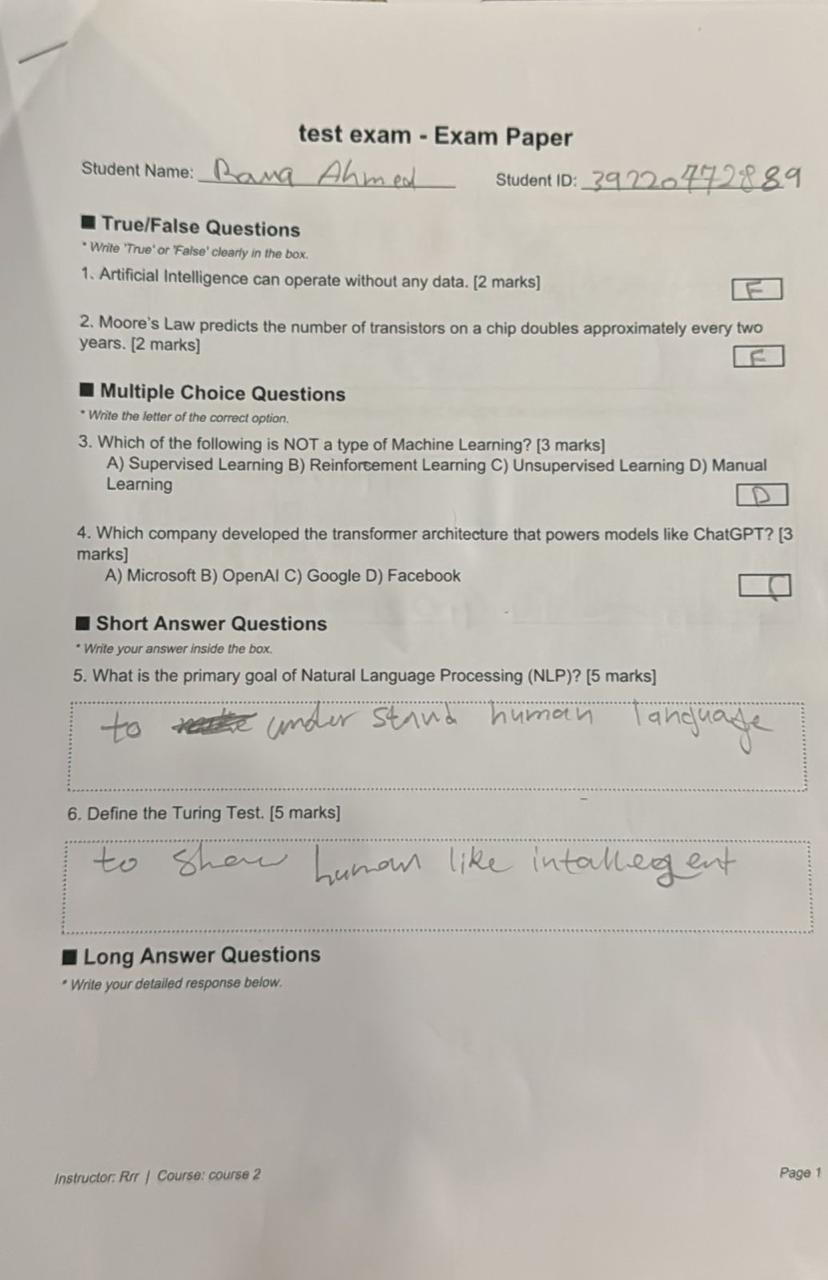 test exam - Exam Paper
Student Name: Rana Ahmed Student ID: 39220472889
■ True/False Questions
* Write 'True' or 'False' clearly in the box.
1. Artificial Intelligence can operate without any data. [2 marks]
F
2. Moore's Law predicts the number of transistors on a chip doubles approximately every two
years. [2 marks]
F
■ Multiple Choice Questions
* Write the letter of the correct option.
3. Which of the following is NOT a type of Machine Learning? [3 marks]
A) Supervised Learning B) Reinforcement Learning C) Unsupervised Learning D) Manual
Learning
D
4. Which company developed the transformer architecture that powers models like ChatGPT? [3
marks]
A) Microsoft B) OpenAI C) Google D) Facebook
C
■ Short Answer Questions
* Write your answer inside the box.
5. What is the primary goal of Natural Language Processing (NLP)? [5 marks]
to under stand human language
6. Define the Turing Test. [5 marks]
to show human like intallegent
■ Long Answer Questions
* Write your detailed response below.
Instructor: Rrr | Course: course 2 Page 1